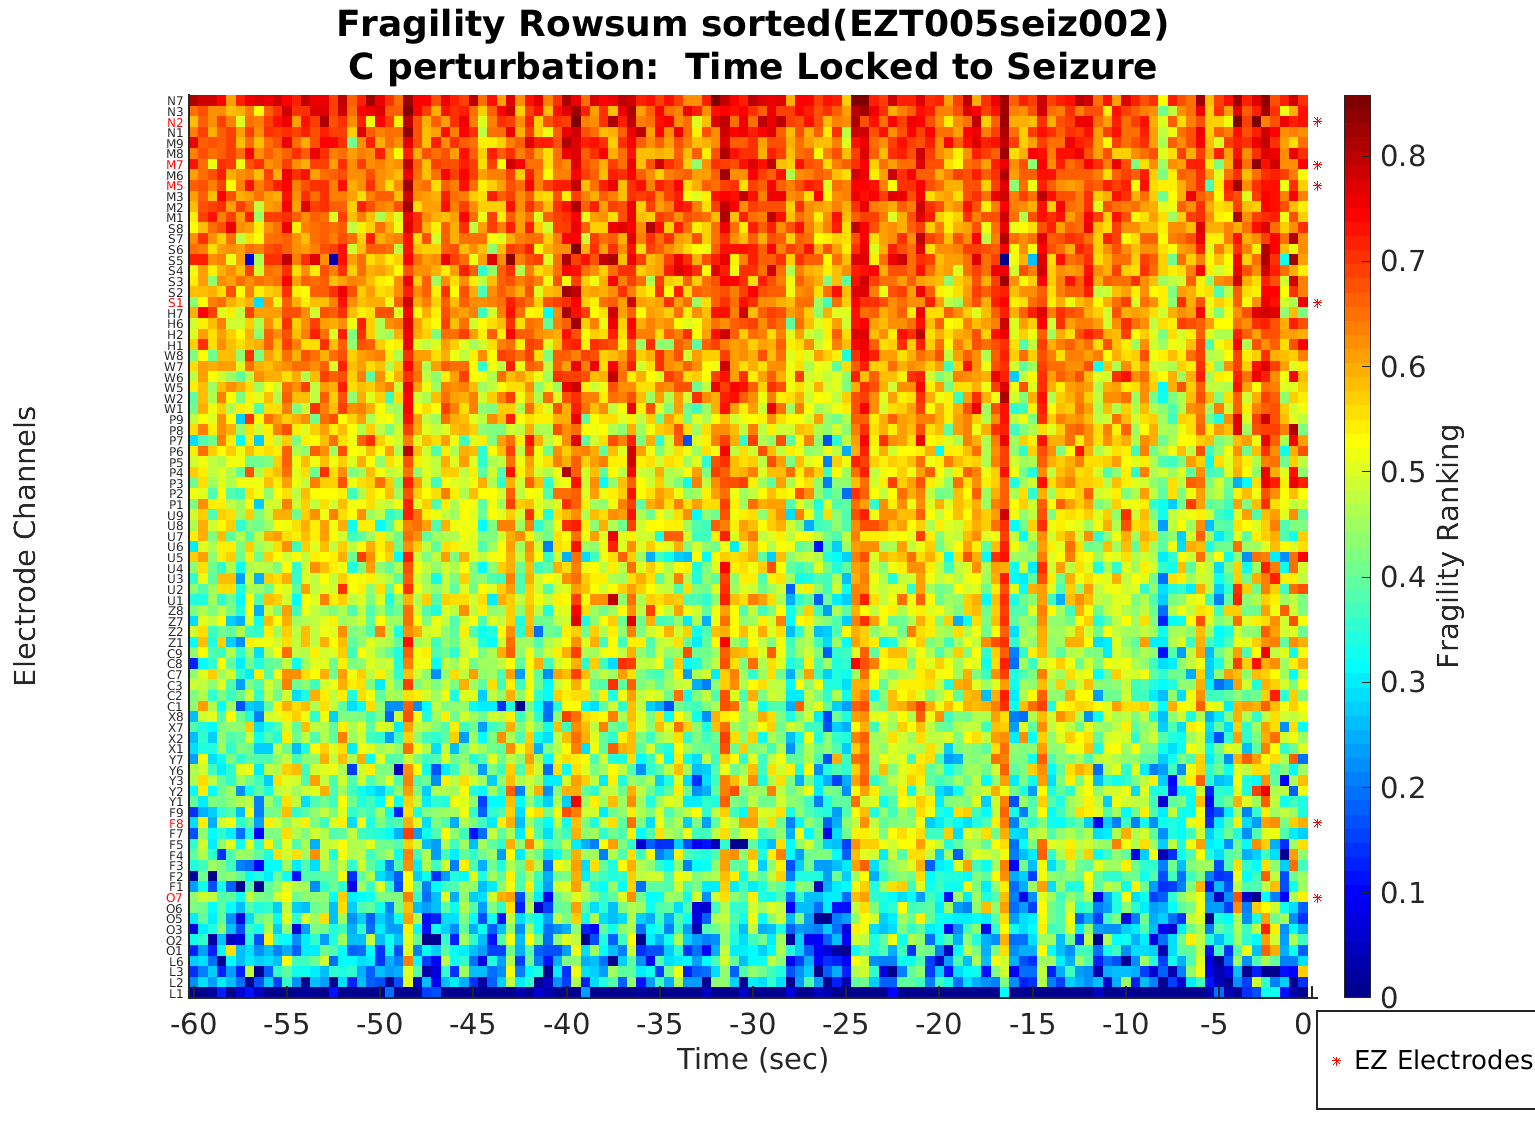 Fragility Rowsum sorted(EZT005seiz002)
C perturbation:  Time Locked to Seizure
Electrode Channels
N7
N3
N2
N1
M9
M8
M7
M6
M5
M3
M2
M1
S8
S7
S6
S5
S4
S3
S2
S1
H7
H6
H2
H1
W8
W7
W6
W5
W2
W1
P9
P8
P7
P6
P5
P4
P3
P2
P1
U9
U8
U7
U6
U5
U4
U3
U2
U1
Z8
Z7
Z2
Z1
C9
C8
C7
C3
C2
C1
X8
X7
X2
X1
Y7
Y6
Y3
Y2
Y1
F9
F8
F7
F5
F4
F3
F2
F1
O7
O6
O5
O3
O2
O1
L6
L3
L2
L1
-60 -55 -50 -45 -40 -35 -30 -25 -20 -15 -10 -5 0
Time (sec)
0.8
0.7
0.6
0.5
0.4
0.3
0.2
0.1
0
Fragility Ranking
EZ Electrodes